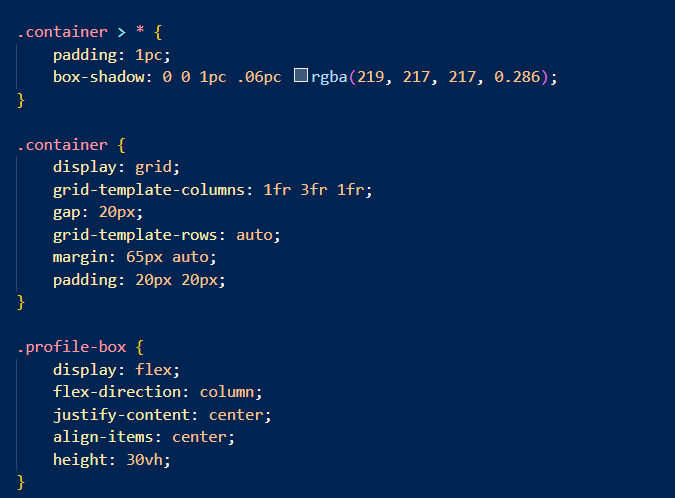 .container > * {
    padding: 1pc;
    box-shadow: 0 0 1pc .06pc rgba(219, 217, 217, 0.286);
}

.container {
    display: grid;
    grid-template-columns: 1fr 3fr 1fr;
    gap: 20px;
    grid-template-rows: auto;
    margin: 65px auto;
    padding: 20px 20px;
}

.profile-box {
    display: flex;
    flex-direction: column;
    justify-content: center;
    align-items: center;
    height: 30vh;
}